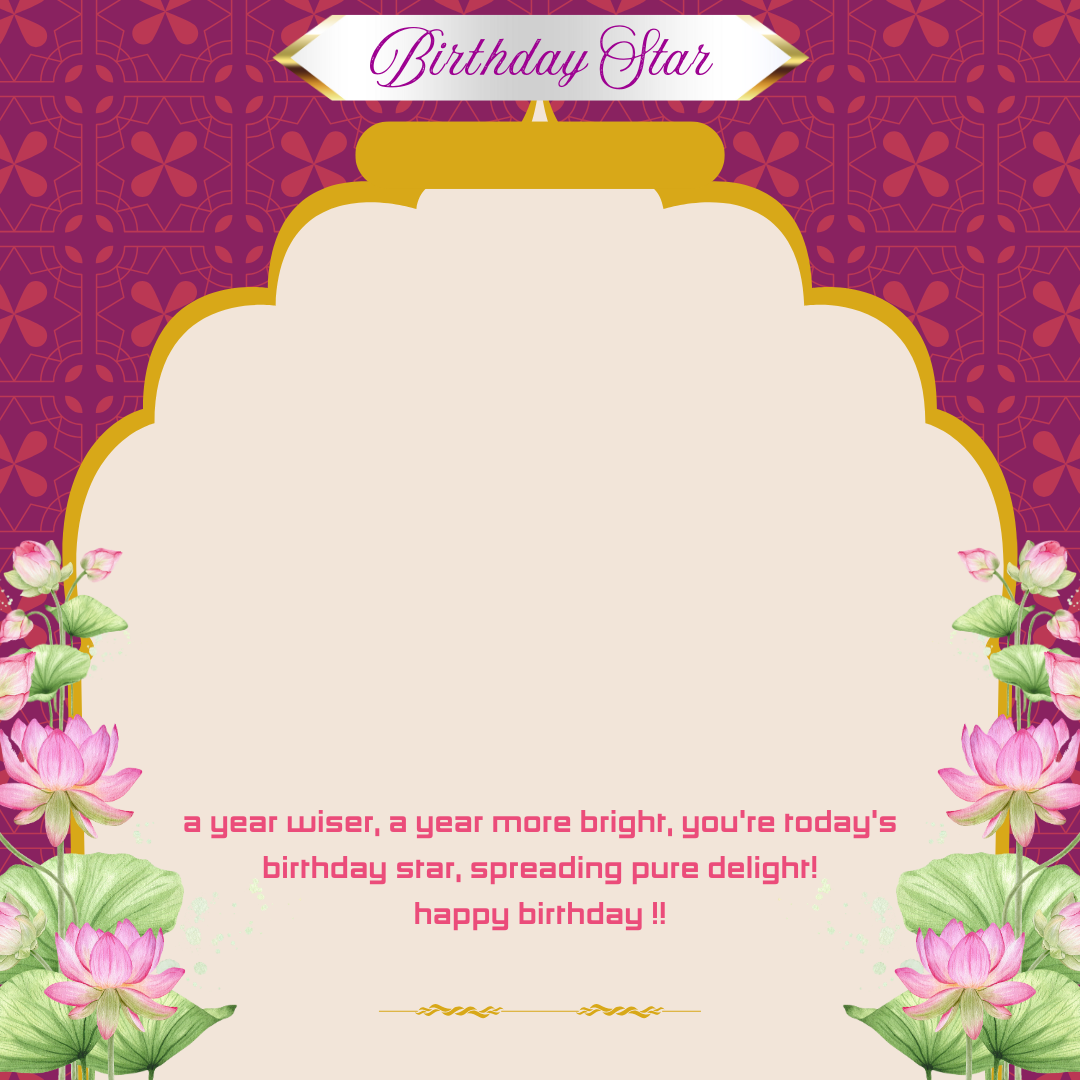 Birthday Star
a year wiser, a year more bright, you're today's
birthday star, spreading pure delight!
happy birthday !!